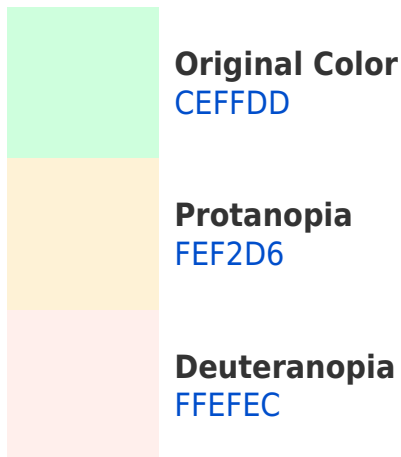 Original Color
CEFFDD
Protanopia
FEF2D6
Deuteranopia
FFEFEC